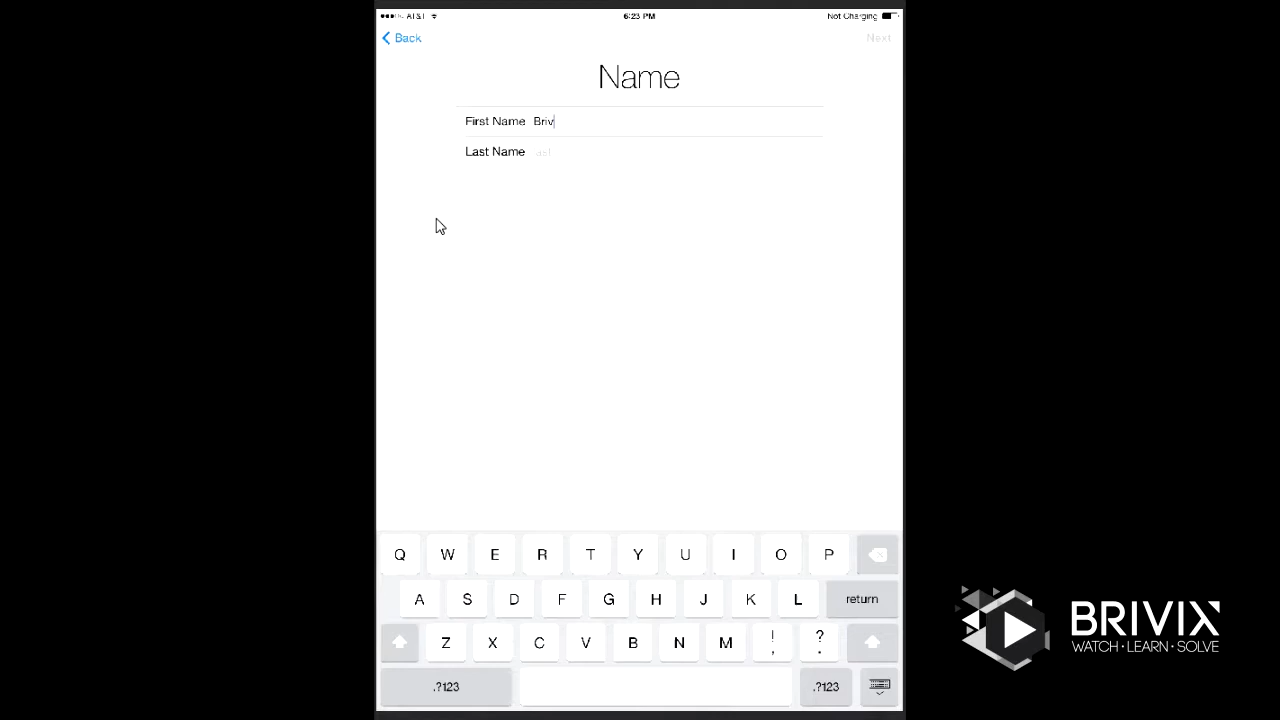 AT&T
6:23 PM
Not Charging
Back
Next
Name
First Name Briv
Last Name
Q W E R T Y U I O P
A S D F G H J K L return
Z X C V B N M ! , ? .
.?123 .?123
BRIVIX
WATCH · LEARN · SOLVE